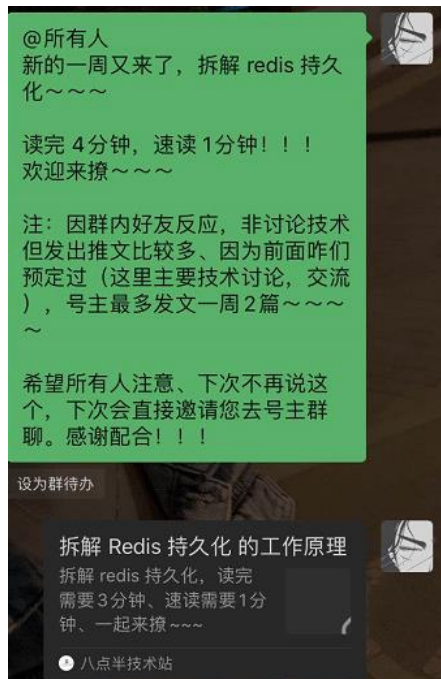 @所有人
新的一周又来了，拆解 redis 持久
化～～～
读完 4分钟，速读 1分钟！！！
欢迎来撩～～～
注：因群内好友反应，非讨论技术
但发出推文比较多、因为前面咋们
预定过（这里主要技术讨论，交流
），号主最多发文一周2篇～～～
～
希望所有人注意、下次不再说这
个，下次会直接邀请您去号主群
聊。感谢配合！！！
设为群待办
拆解 Redis 持久化 的工作原理
拆解 redis 持久化，读完
需要3分钟、速读需要1分
钟、一起来撩~~~
八点半技术站